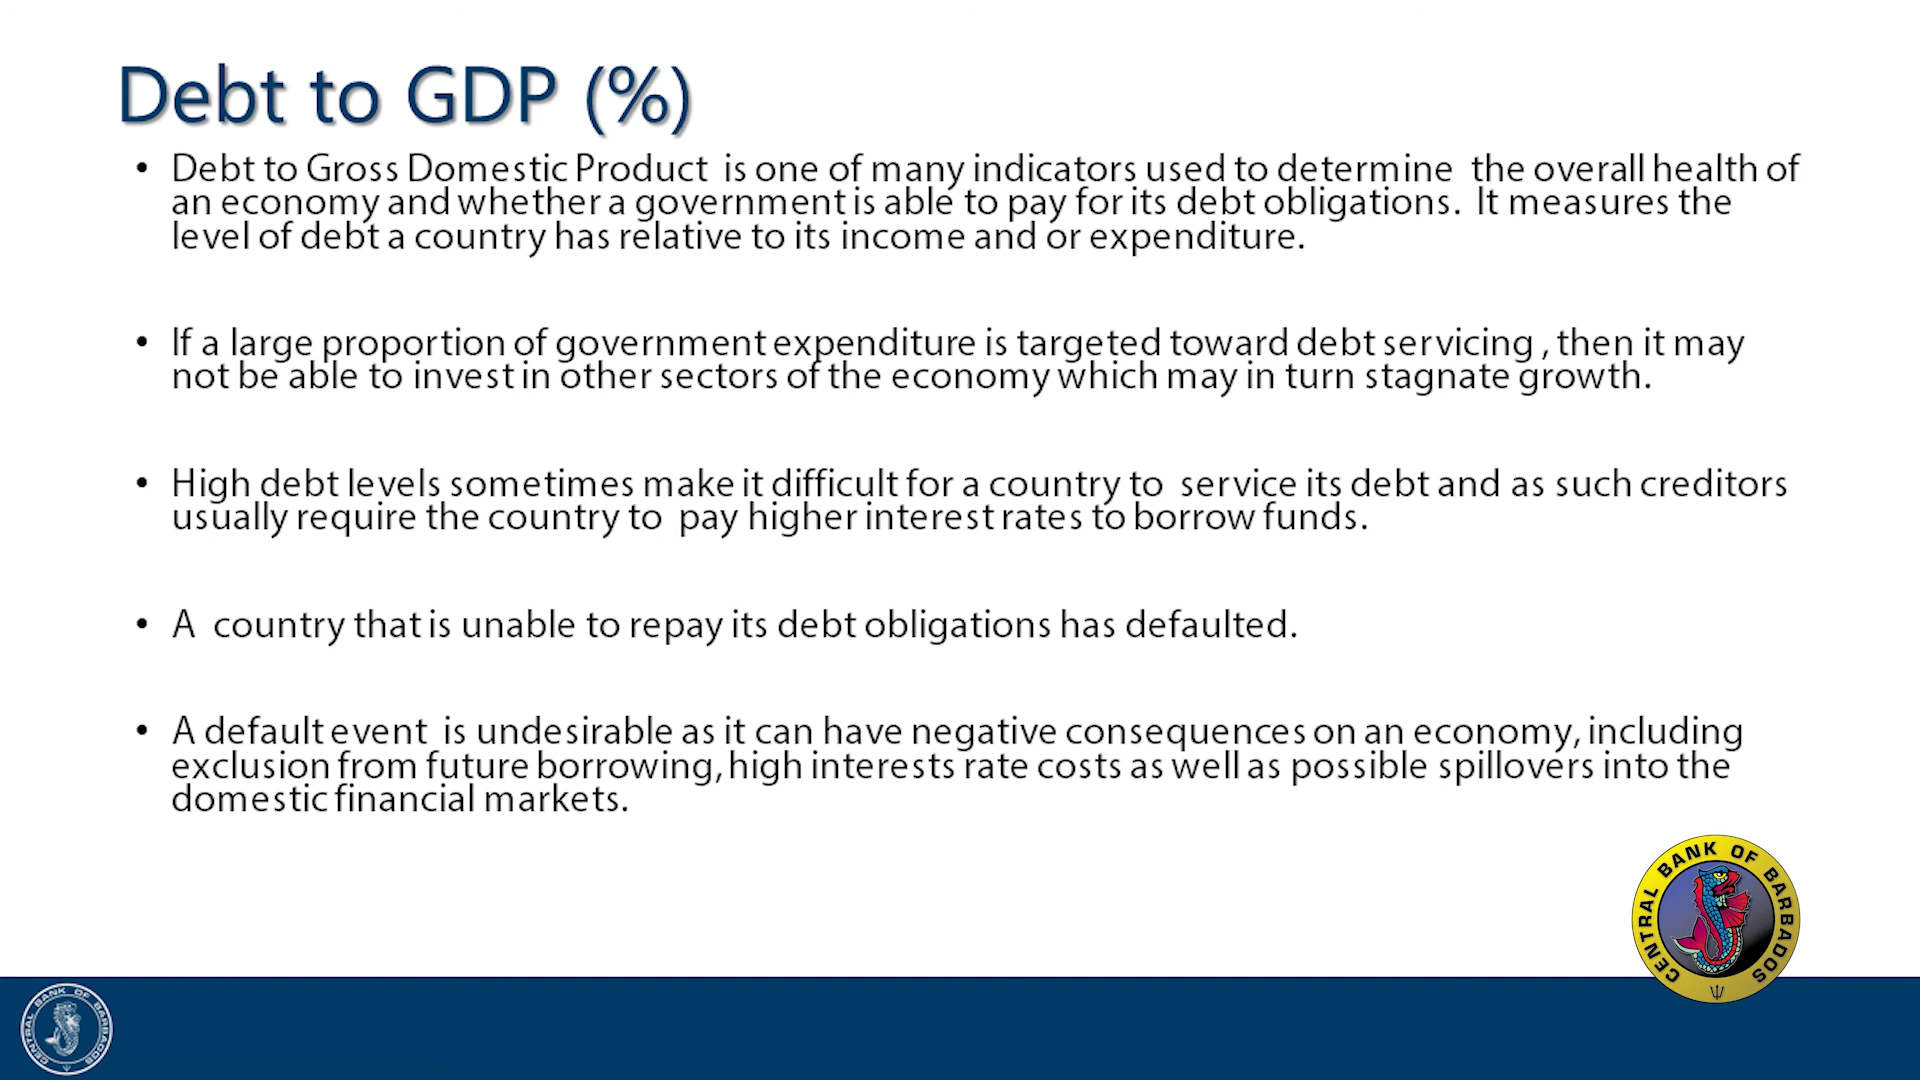 Debt to GDP (%)
• Debt to Gross Domestic Product is one of many indicators used to determine the overall health of
an economy and whether a government is able to pay for its debt obligations. It measures the
level of debt a country has relative to its income and or expenditure.
• If a large proportion of government expenditure is targeted toward debt servicing , then it may
not be able to invest in other sectors of the economy which may in turn stagnate growth.
• High debt levels sometimes make it difficult for a country to service its debt and as such creditors
usually require the country to pay higher interest rates to borrow funds.
• A country that is unable to repay its debt obligations has defaulted.
• A default event is undesirable as it can have negative consequences on an economy, including
exclusion from future borrowing, high interests rate costs as well as possible spillovers into the
domestic financial markets.
CENTRAL BANK OF BARBADOS
CENTRAL BANK OF BARBADOS